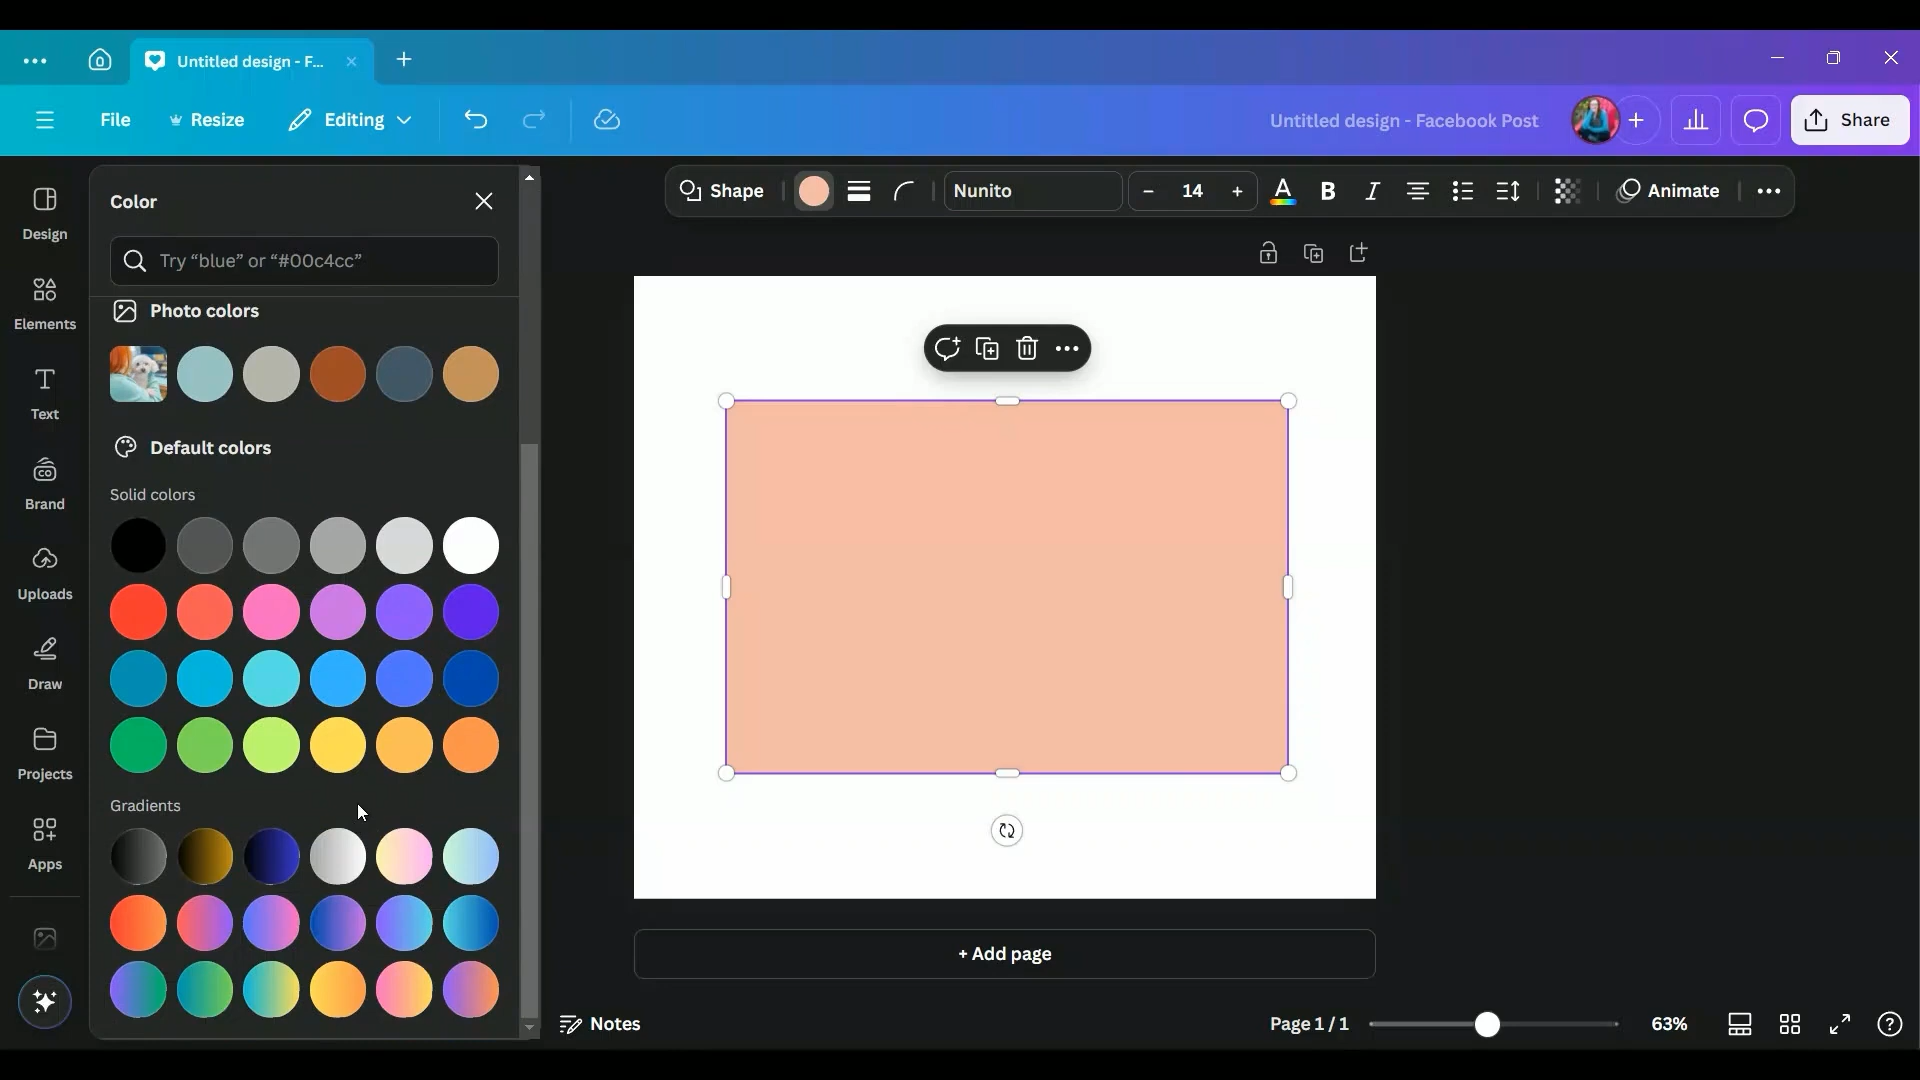 Untitled design - F...
File
Resize
Editing
Untitled design - Facebook Post
Share
Design
Elements
Text
Brand
Uploads
Draw
Projects
Apps
Color
Try “blue” or “#00c4cc”
Photo colors
Default colors
Solid colors
Gradients
Shape
Nunito
- 14 +
A
B
I
Animate
+ Add page
Notes
Page 1 / 1
63%